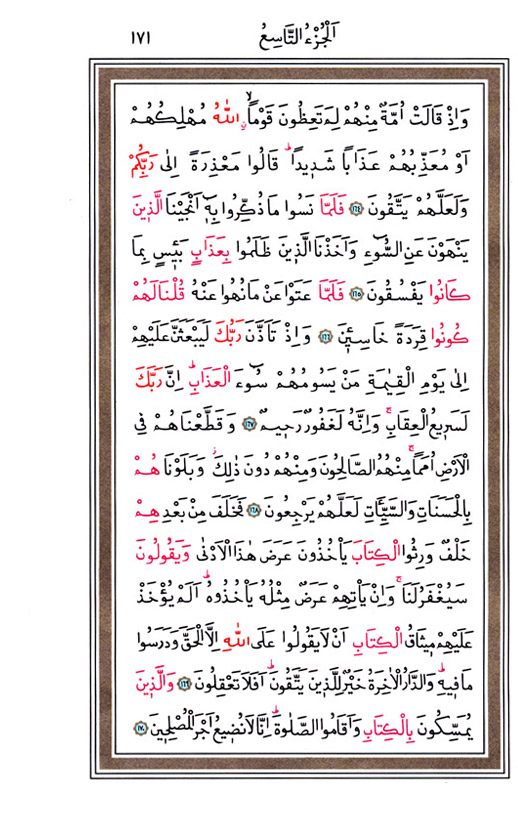 اَلْجُزْءُ التَّاسِعُ ١٧١
وَاِذْ قَالَتْ اُمَّةٌ مِنْهُمْ لِمَ تَعِظُونَ قَوْمًاۙ اَللّٰهُ مُهْلِكُهُمْ
اَوْ مُعَذِّبُهُمْ عَذَابًا شَد۪يدًاۜ قَالُوا مَعْذِرَةً اِلٰى رَبِّكُمْ
وَلَعَلَّهُمْ يَتَّقُونَ ﴿١٦٤﴾ فَلَمَّا نَسُوا مَا ذُكِّرُوا بِه۪ٓ اَنْجَيْنَا الَّذ۪ينَ
يَنْهَوْنَ عَنِ السُّٓوءِ وَاَخَذْنَا الَّذ۪ينَ ظَلَمُوا بِعَذَابٍ بَئ۪يسٍ بِمَا
كَانُوا يَفْسُقُونَ ﴿١٦٥﴾ فَلَمَّا عَتَوْا عَنْ مَا نُهُوا عَنْهُ قُلْنَا لَهُمْ
كُونُوا قِرَدَةً خَاسِـ۪ٔينَ ﴿١٦٦﴾ وَاِذْ تَاَذَّنَ رَبُّكَ لَيَبْعَثَنَّ عَلَيْهِمْ
اِلٰى يَوْمِ الْقِيٰمَةِ مَنْ يَسُومُهُمْ سُٓوءَ الْعَذَابِۜ اِنَّ رَبَّكَ
لَسَر۪يعُ الْعِقَابِۚ وَاِنَّهُ لَغَفُورٌ رَح۪يمٌ ﴿١٦٧﴾ وَقَطَّعْنَاهُمْ فِي
الْاَرْضِ اُمَمًاۚ مِنْهُمُ الصَّالِحُونَ وَمِنْهُمْ دُونَ ذٰلِكَۘ وَبَلَوْنَاهُمْ
بِالْحَسَنَاتِ وَالسَّيِّـَٔاتِ لَعَلَّهُمْ يَرْجِعُونَ ﴿١٦٨﴾ فَخَلَفَ مِنْ بَعْدِهِمْ
خَلْفٌ وَرِثُوا الْكِتَابَ يَأْخُذُونَ عَرَضَ هٰذَا الْاَدْنٰى وَيَقُولُونَ
سَيُغْفَرُ لَنَاۚ وَاِنْ يَأْتِهِمْ عَرَضٌ مِثْلُهُ يَأْخُذُوهُۜ اَلَمْ يُؤْخَذْ
عَلَيْهِمْ م۪يثَاقُ الْكِتَابِ اَنْ لَا يَقُولُوا عَلَى اللّٰهِ اِلَّا الْحَقَّ وَدَرَسُوا
مَا ف۪يهِۜ وَالدَّارُ الْاٰخِرَةُ خَيْرٌ لِلَّذ۪ينَ يَتَّقُونَۜ اَفَلَا تَعْقِلُونَ ﴿١٦٩﴾ وَالَّذ۪ينَ
يُمَسِّكُونَ بِالْكِتَابِ وَاَقَامُوا الصَّلٰوةَۜ اِنَّا لَا نُض۪يعُ اَجْرَ الْمُصْلِح۪ينَ ﴿١٧٠﴾